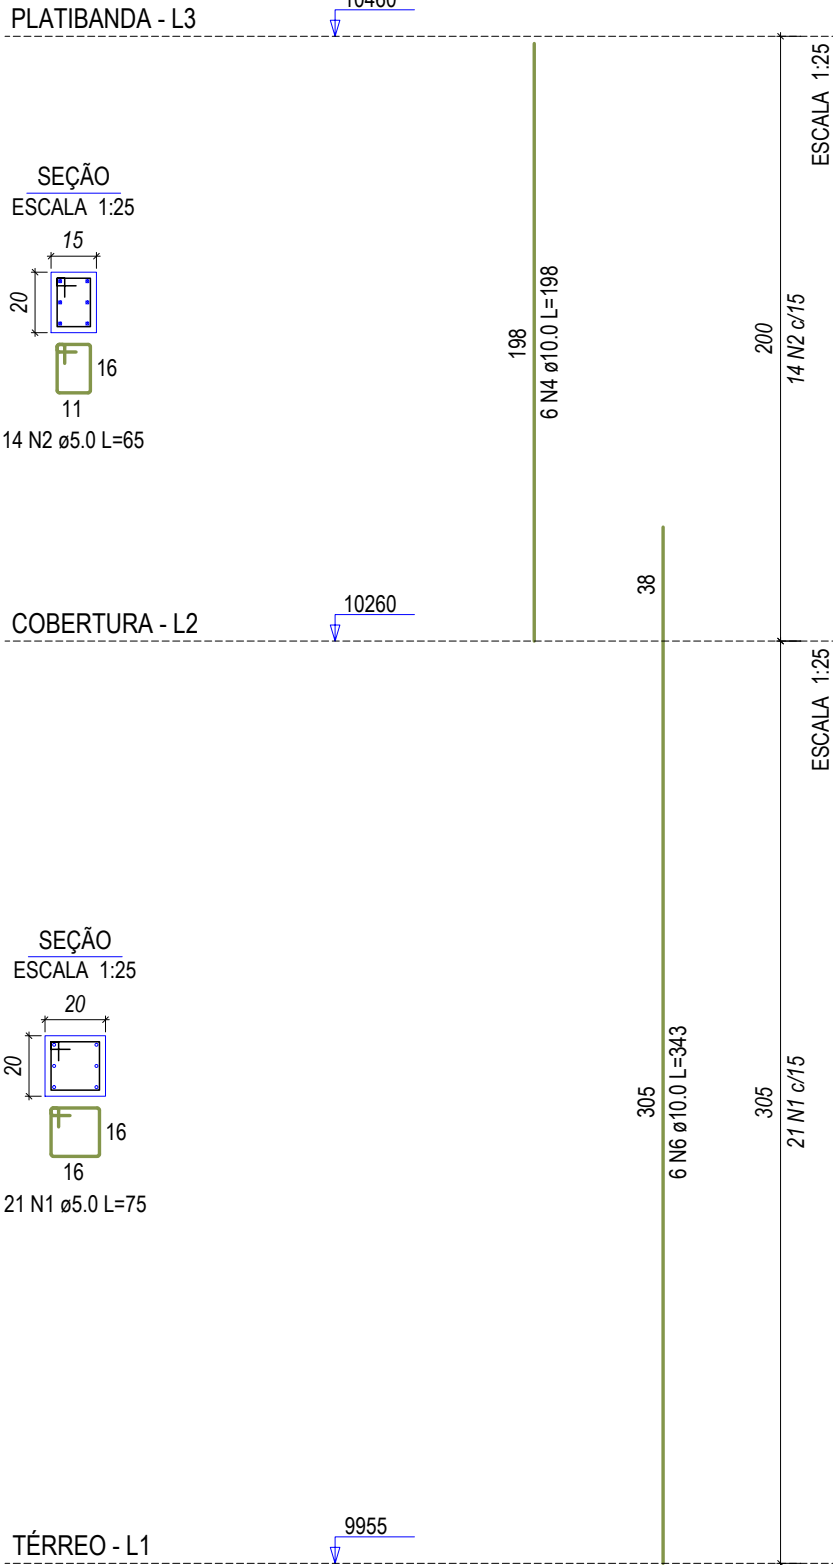 PLATIBANDA - L3
10460
ESCALA 1:25
SEÇÃO
ESCALA 1:25
15
20
16
11
14 N2 ø5.0 L=65
198
6 N4 ø10.0 L=198
200
14 N2 c/15
38
COBERTURA - L2
10260
ESCALA 1:25
SEÇÃO
ESCALA 1:25
20
20
16
16
21 N1 ø5.0 L=75
305
6 N6 ø10.0 L=343
305
21 N1 c/15
TÉRREO - L1
9955